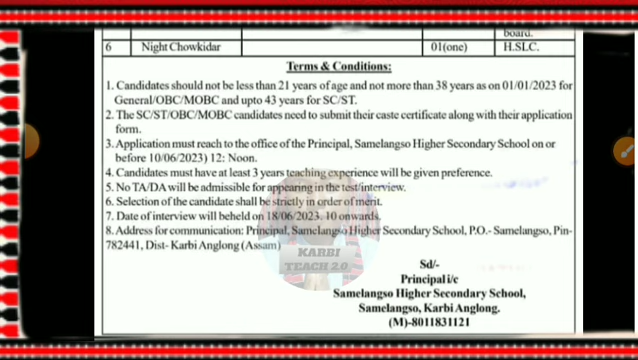 board.
6 Night Chowkidar 01(one) H.SLC.
Terms & Conditions:
1. Candidates should not be less than 21 years of age and not more than 38 years as on 01/01/2023 for
General/OBC/MOBC and upto 43 years for SC/ST.
2. The SC/ST/OBC/MOBC candidates need to submit their caste certificate along with their application
form.
3. Application must reach to the office of the Principal, Samelangso Higher Secondary School on or
before 10/06/2023) 12: Noon.
4. Candidates must have at least 3 years teaching experience will be given preference.
5. No TA/DA will be admissible for appearing in the test/interview.
6. Selection of the candidate shall be strictly in order of merit.
7. Date of interview will beheld on 18/06/2023. 10 onwards.
8. Address for communication: Principal, Samelangso Higher Secondary School, P.O.- Samelangso, Pin-
782441, Dist- Karbi Anglong (Assam)
KARBI
TEACH 2.0
Sd/-
Principal i/c
Samelangso Higher Secondary School,
Samelangso, Karbi Anglong.
(M)-8011831121